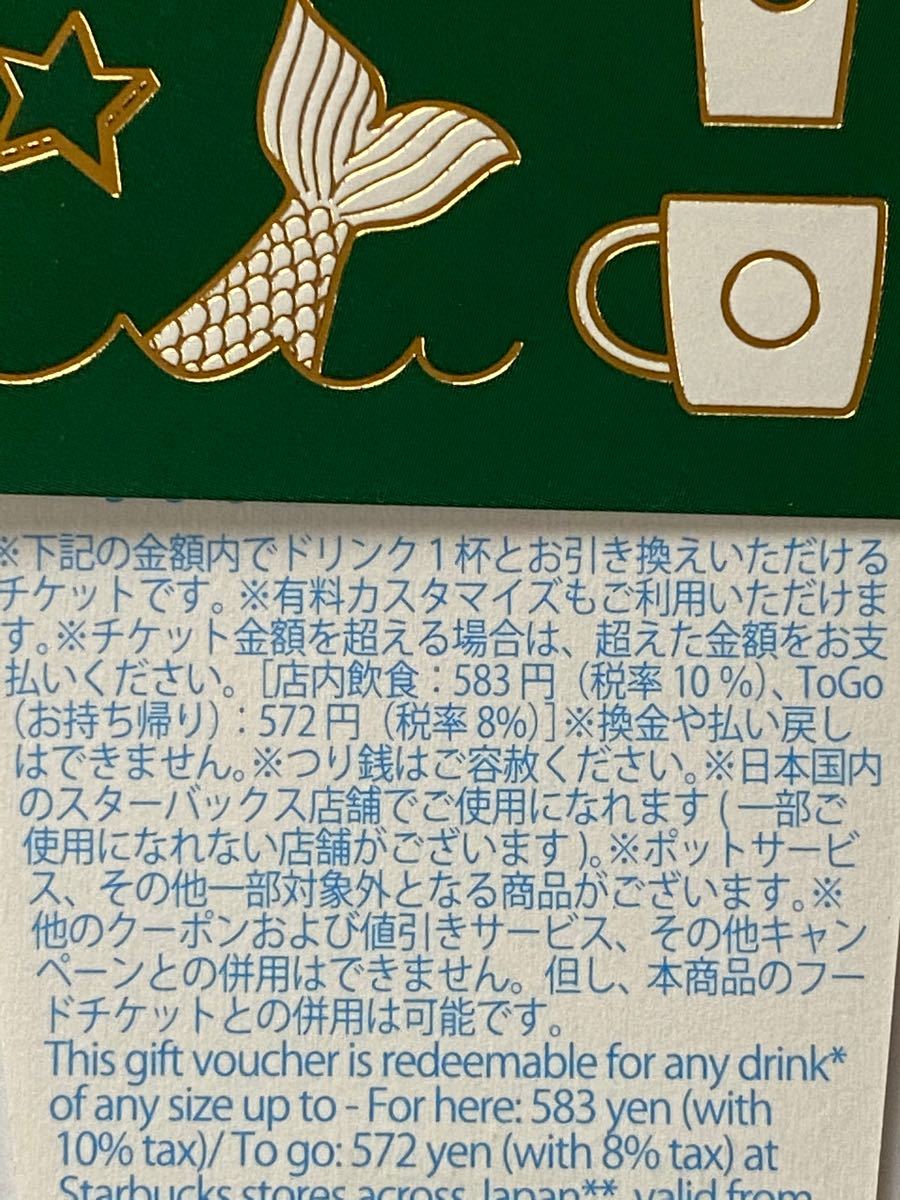 ※下記の金額内でドリンク1杯とお引き換えいただける
チケットです。※有料カスタマイズもご利用いただけま
す。※チケット金額を超える場合は、超えた金額をお支
払いください。[店内飲食:583円(税率10%)、ToGo
(お持ち帰り):572円(税率8%)]※換金や払い戻し
はできません。※つり銭はご容赦ください。※日本国内
のスターバックス店舗でご使用になれます(一部ご
使用になれない店舗がございます)。※ポットサービ
ス、その他一部対象外となる商品がございます。※
他のクーポンおよび値引きサービス、その他キャン
ペーンとの併用はできません。但し、本商品のフー
ドチケットとの併用は可能です。
This gift voucher is redeemable for any drink*
of any size up to - For here: 583 yen (with
10% tax)/ To go: 572 yen (with 8% tax) at
Starbucks stores across Japan**, valid from